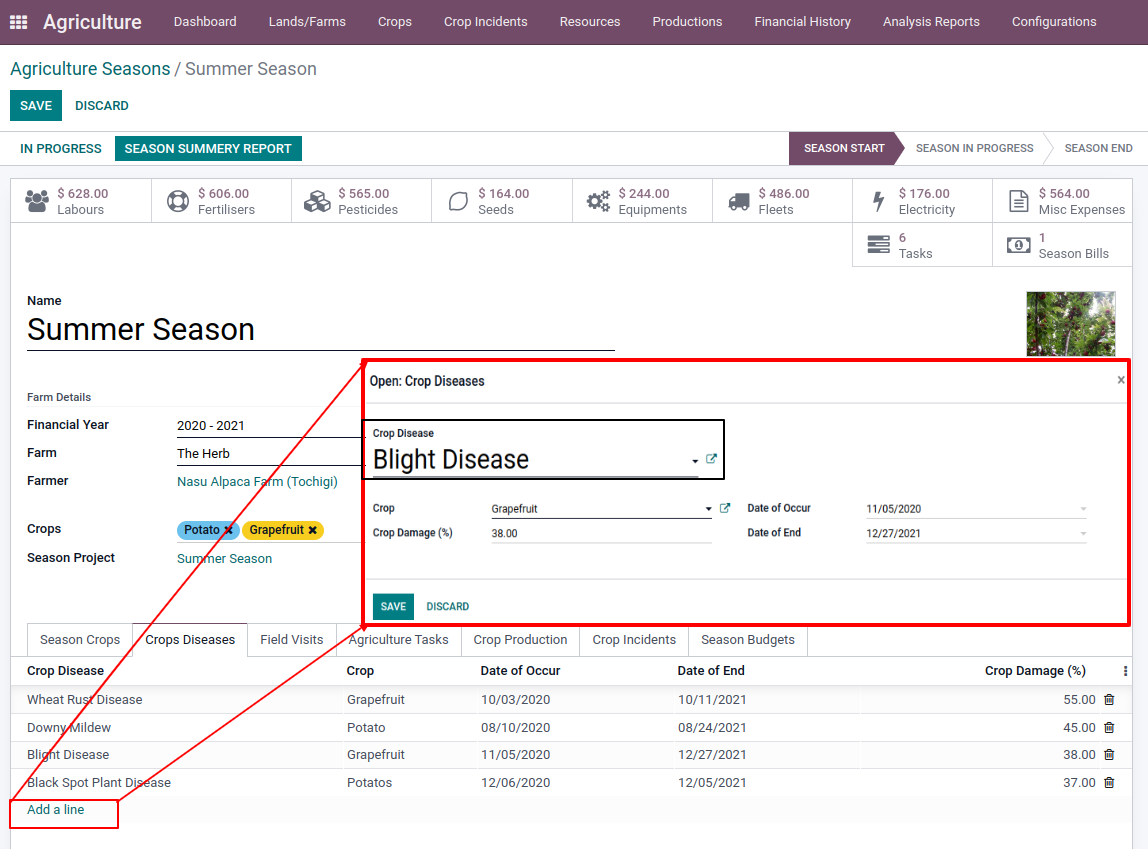 Agriculture Dashboard Lands/Farms Crops Crop Incidents Resources Productions Financial History Analysis Reports Configurations
Agriculture Seasons / Summer Season
SAVE DISCARD
IN PROGRESS SEASON SUMMERY REPORT SEASON START SEASON IN PROGRESS SEASON END
$ 628.00 $ 606.00 $ 565.00 $ 164.00 $ 244.00 $ 486.00 $ 176.00 $ 564.00
Labours Fertilisers Pesticides Seeds Equipments Fleets Electricity Misc Expenses
6 1
Tasks Season Bills
Name
Summer Season
Farm Details
Financial Year 2020 - 2021
Farm The Herb
Farmer Nasu Alpaca Farm (Tochigi)
Crops Potato ✖ Grapefruit ✖
Season Project Summer Season
Open: Crop Diseases ×
Crop Disease
Blight Disease
Crop Grapefruit Date of Occur 11/05/2020
Crop Damage (%) 38.00 Date of End 12/27/2021
SAVE DISCARD
Season Crops Crops Diseases Field Visits Agriculture Tasks Crop Production Crop Incidents Season Budgets
Crop Disease Crop Date of Occur Date of End Crop Damage (%)
Wheat Rust Disease Grapefruit 10/03/2020 10/11/2021 55.00
Downy Mildew Potato 08/10/2020 08/24/2021 45.00
Blight Disease Grapefruit 11/05/2020 12/27/2021 38.00
Black Spot Plant Disease Potatos 12/06/2020 12/05/2021 37.00
Add a line